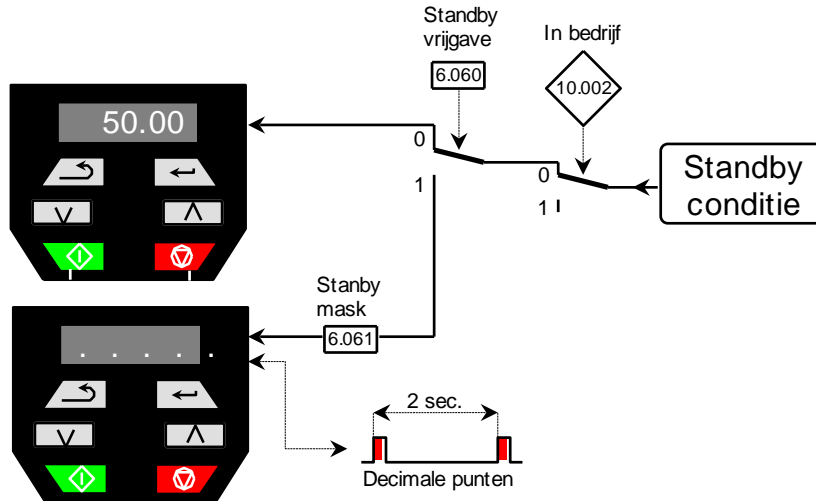 Standby
vrijgave
In bedrijf
6.060
10.002
50.00
0
0
1
1
Standby
conditie
Stanby
mask
6.061
. . . . .
2 sec.
Decimale punten